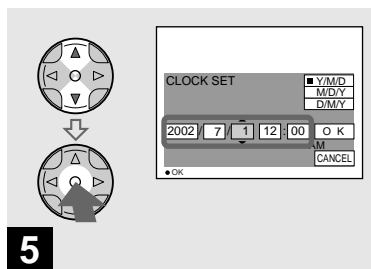 CLOCK SET
Y/M/D
M/D/Y
D/M/Y
2002 / 7 / 1 12 : 00 O K
AM
CANCEL
● OK
5